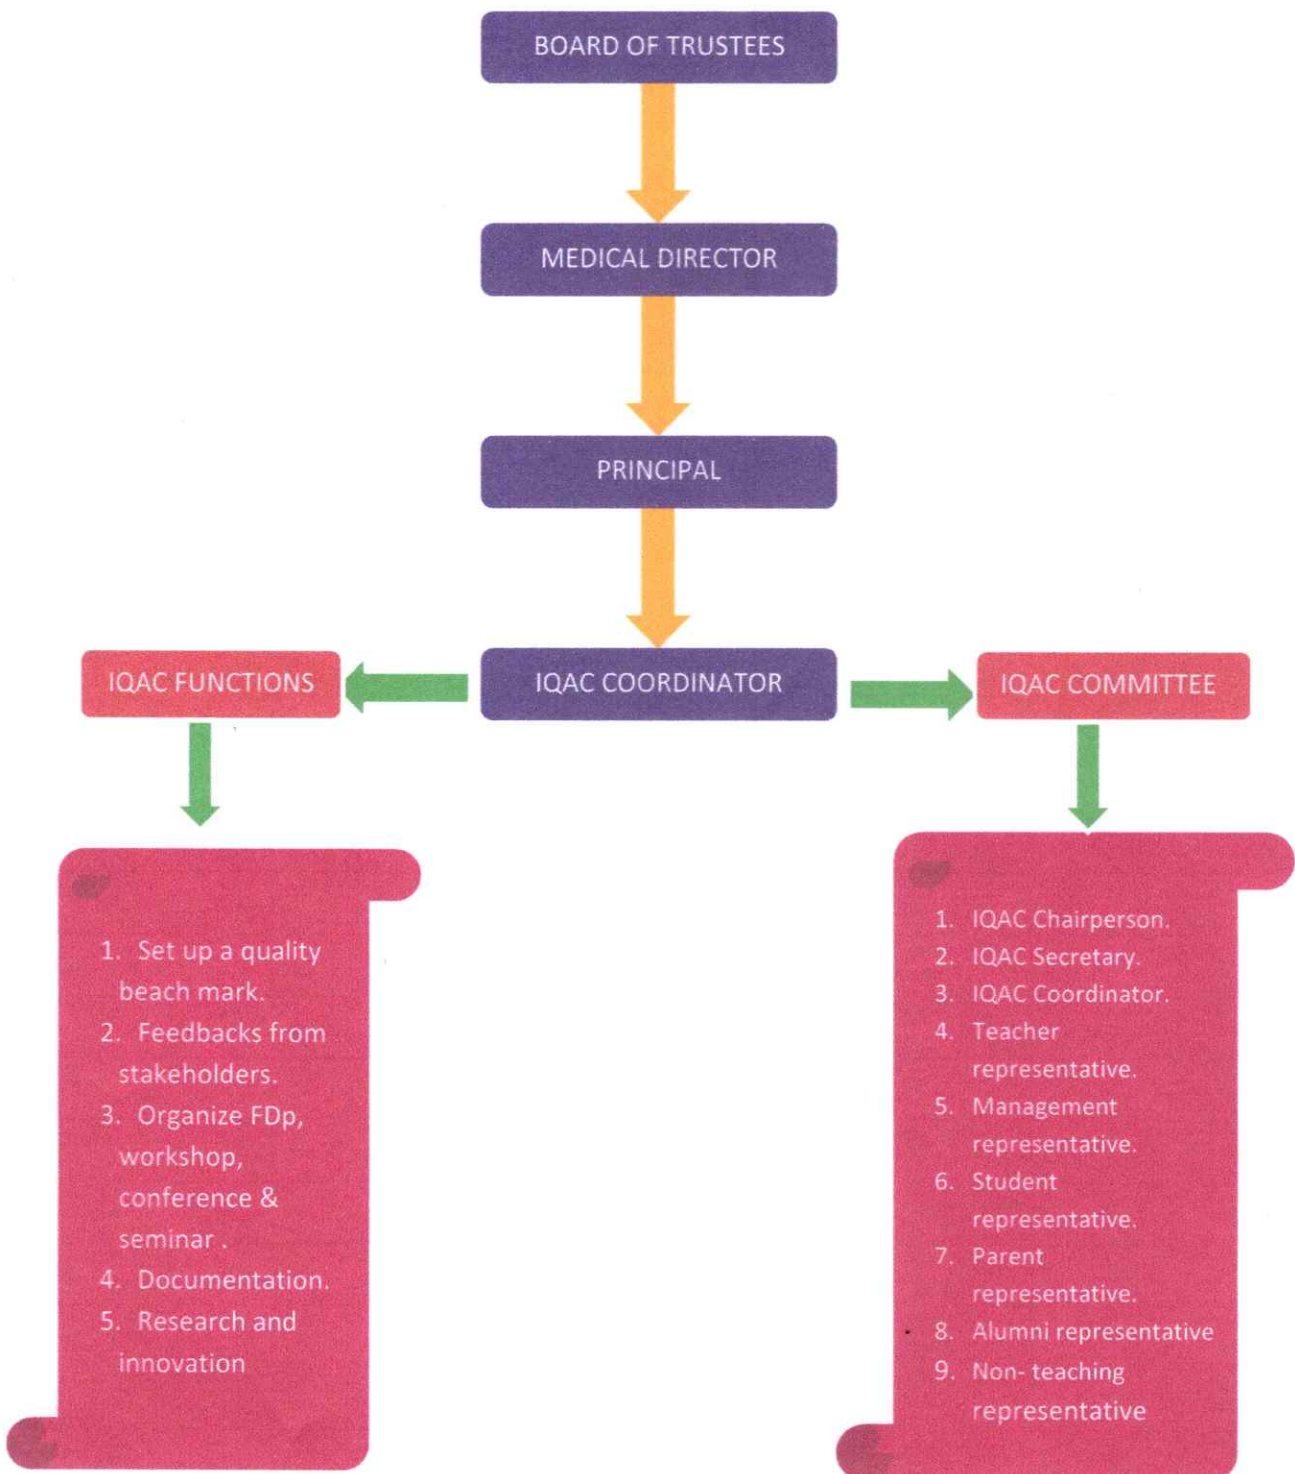 BOARD OF TRUSTEES
MEDICAL DIRECTOR
PRINCIPAL
IQAC FUNCTIONS
IQAC COORDINATOR
IQAC COMMITTEE
1. Set up a quality
beach mark.
2. Feedbacks from
stakeholders.
3. Organize FDp,
workshop,
conference &
seminar .
4. Documentation.
5. Research and
innovation
1. IQAC Chairperson.
2. IQAC Secretary.
3. IQAC Coordinator.
4. Teacher
representative.
5. Management
representative.
6. Student
representative.
7. Parent
representative.
8. Alumni representative
9. Non- teaching
representative